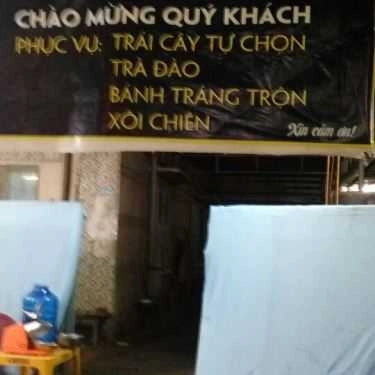 CHÀO MỪNG QUÝ KHÁCH
PHỤC VỤ: TRÁI CÂY TỰ CHỌN
TRÀ ĐÀO
BÁNH TRÁNG TRỘN
XÔI CHIÊN
Xin cảm ơn!